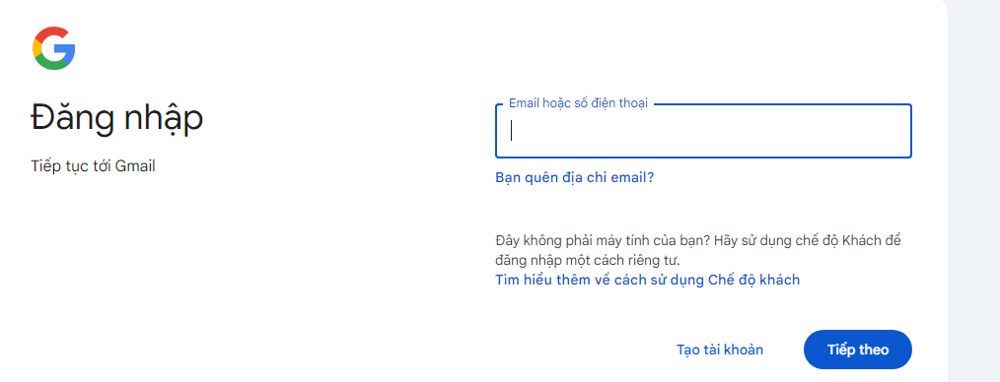 Đăng nhập
Tiếp tục tới Gmail
Email hoặc số điện thoại
Bạn quên địa chỉ email?
Đây không phải máy tính của bạn? Hãy sử dụng chế độ Khách để
đăng nhập một cách riêng tư.
Tìm hiểu thêm về cách sử dụng Chế độ khách
Tạo tài khoản
Tiếp theo